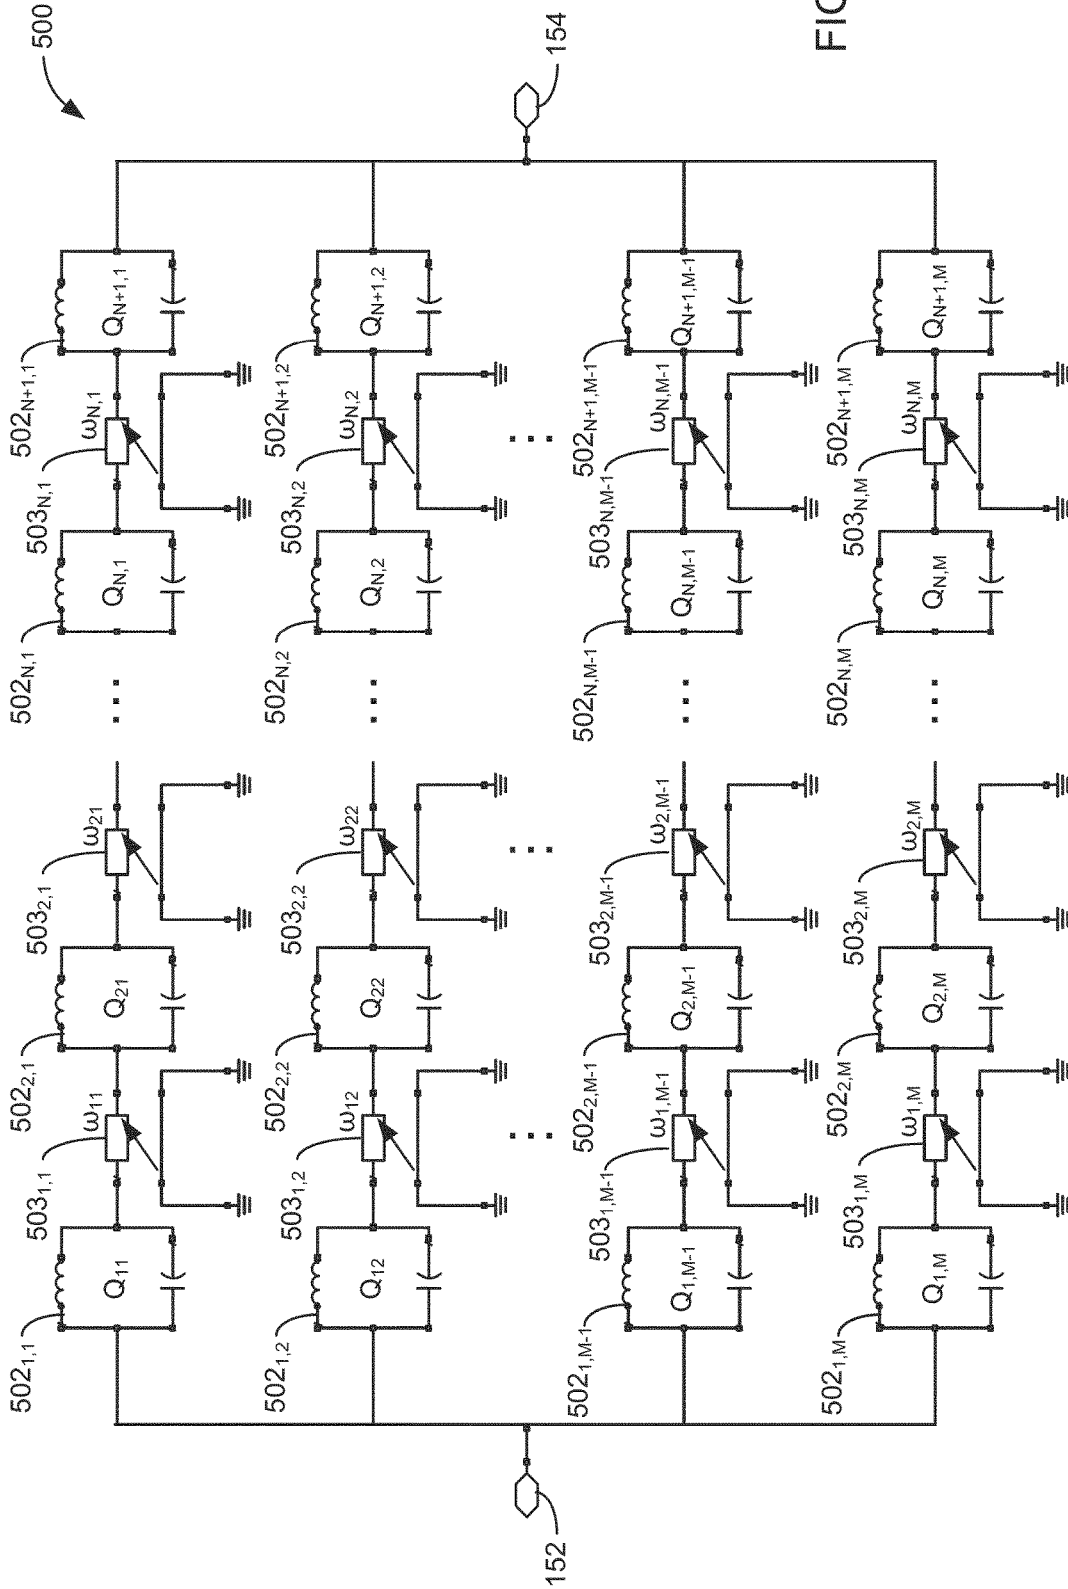 502₁,₁ 503₁,₁ 502₂,₁ 503₂,₁ 502N,₁ 503N,₁ 502N+1,1 500
ω₁₁ ω₂₁ ωN,1
Q₁₁ Q₂₁ ... QN,1 QN+1,1
502₁,₂ 503₁,₂ 502₂,₂ 503₂,₂ 502N,2 503N,2 502N+1,2
ω₁₂ ω₂₂ ωN,2
Q₁₂ Q₂₂ ... QN,2 QN+1,2
... ... ...
152 154
502₁,M-1 503₁,M-1 502₂,M-1 503₂,M-1 502N,M-1 503N,M-1 502N+1,M-1
ω₁,M-1 ω₂,M-1 ωN,M-1
Q₁,M-1 Q₂,M-1 ... QN,M-1 QN+1,M-1
502₁,M 503₁,M 502₂,M 503₂,M 502N,M 503N,M 502N+1,M
ω₁,M ω₂,M ωN,M
Q₁,M Q₂,M ... QN,M QN+1,M